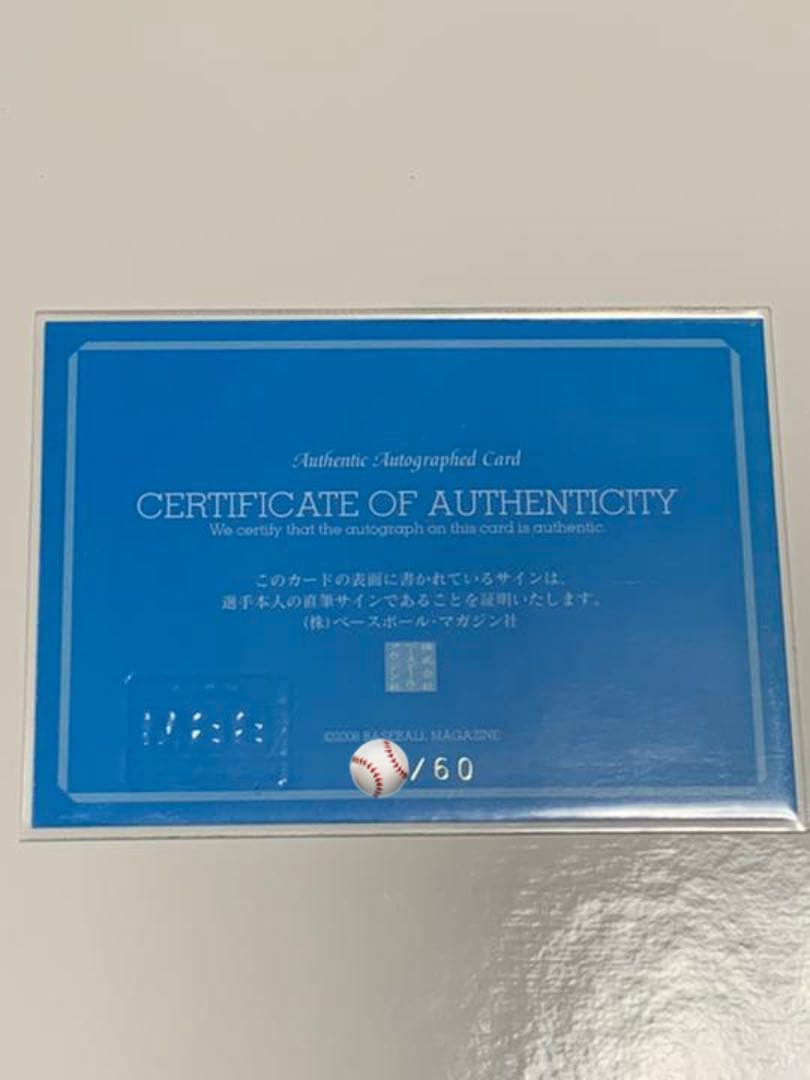 Authentic Autographed Card
CERTIFICATE OF AUTHENTICITY
We certify that the autograph on this card is authentic.
このカードの表面に書かれているサインは、
選手本人の直筆サインであることを証明いたします。
(株)ベースボール・マガジン社
©2008 BASEBALL MAGAZINE
/60